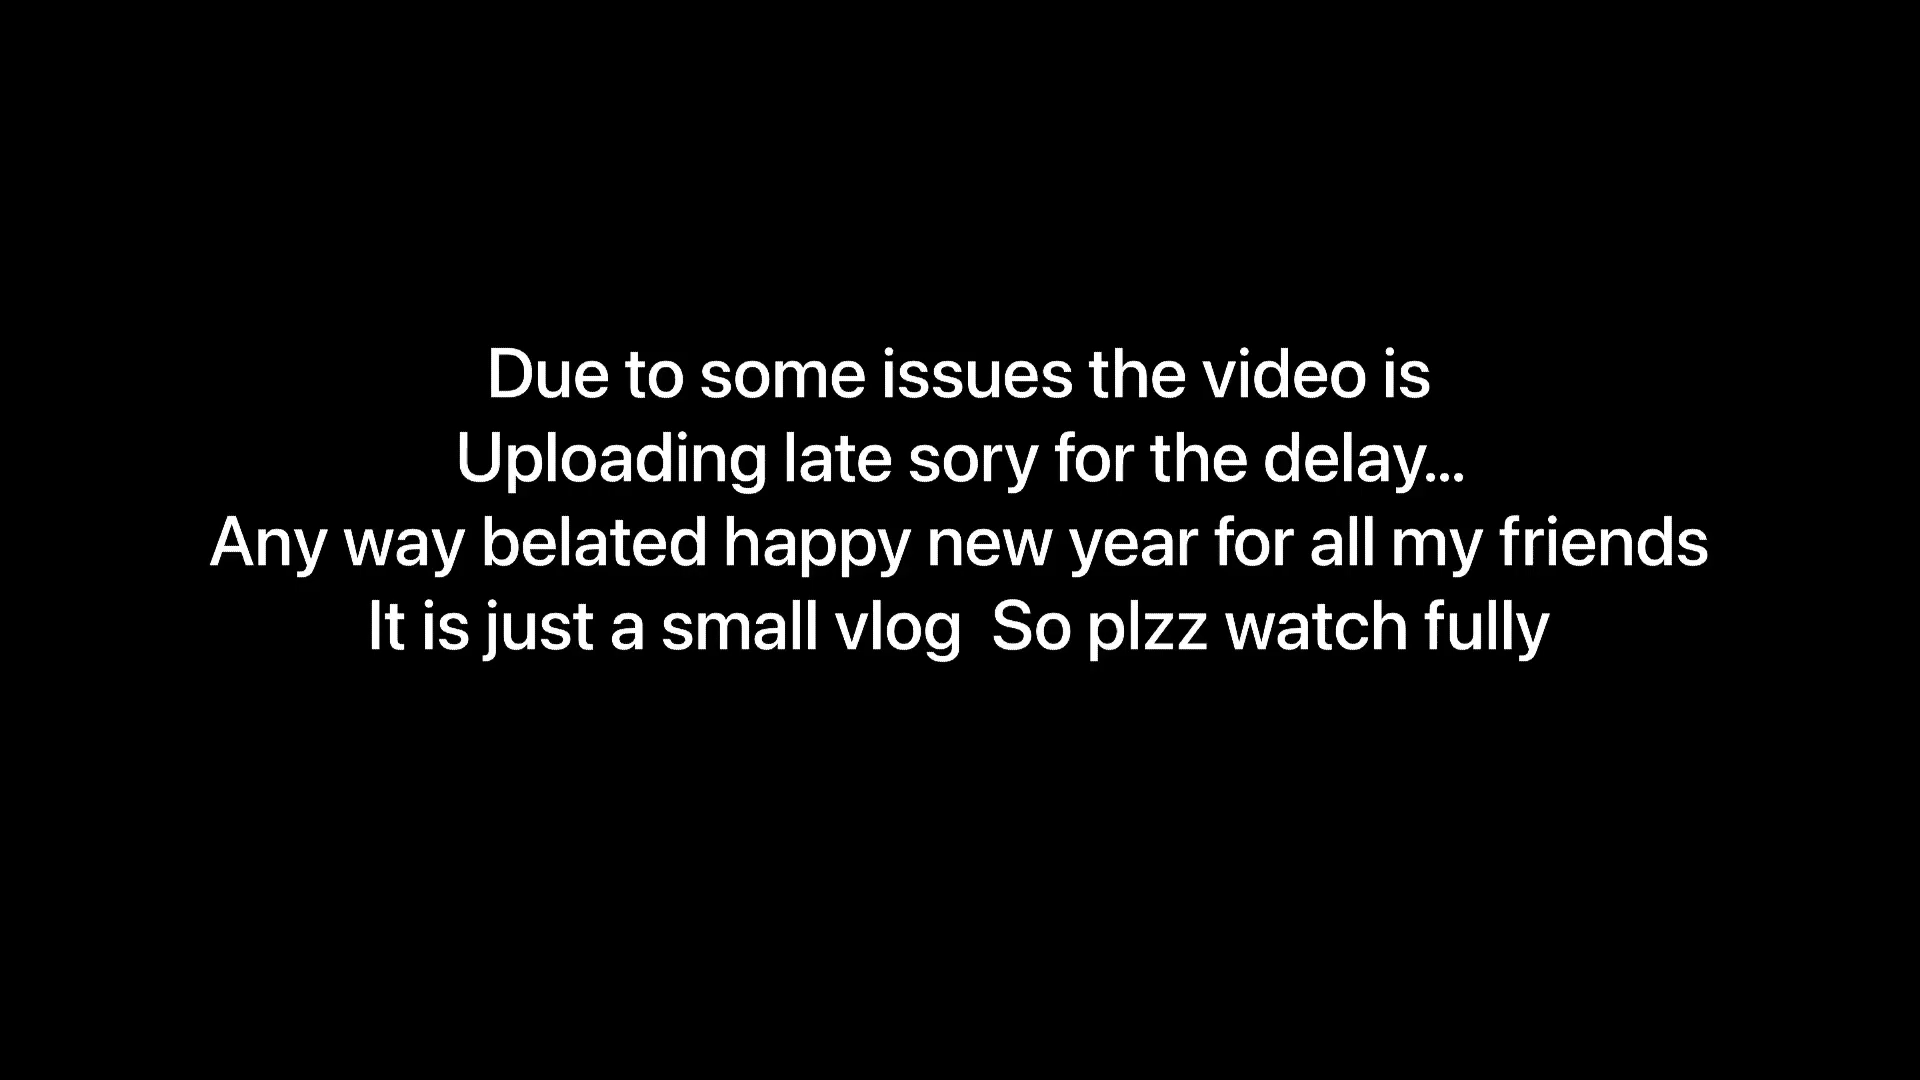 Due to some issues the video is
Uploading late sory for the delay...
Any way belated happy new year for all my friends
It is just a small vlog  So plzz watch fully